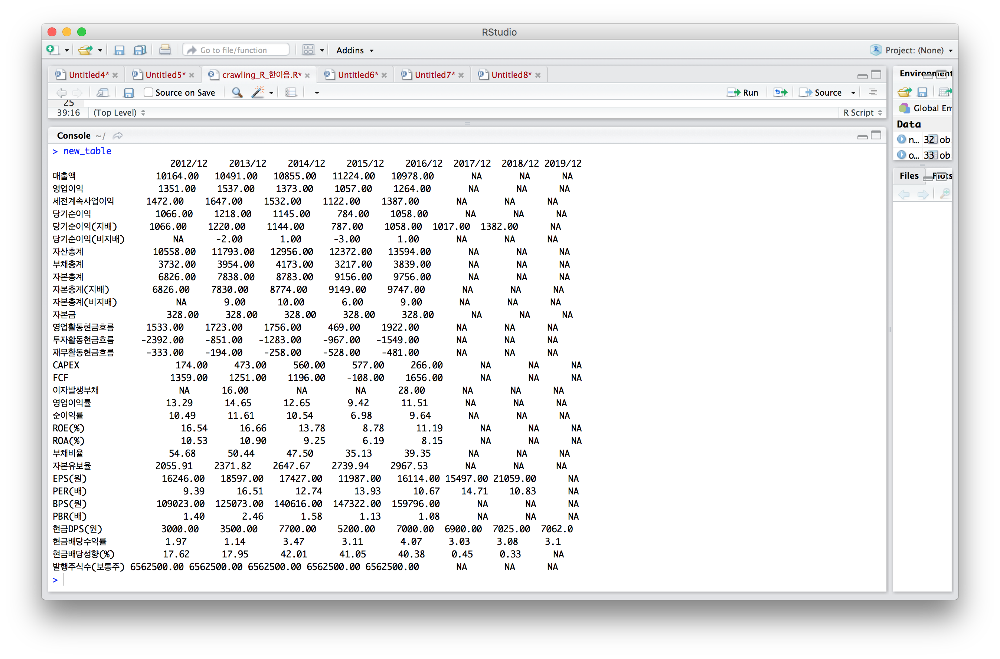 RStudio
Go to file/function Addins Project: (None)
Untitled4* Untitled5* crawling_R_한이음.R* Untitled6* Untitled7* Untitled8*
Source on Save Run Source
25
39:16 (Top Level) R Script
Console ~/
> new_table
2012/12 2013/12 2014/12 2015/12 2016/12 2017/12 2018/12 2019/12
매출액 10164.00 10491.00 10855.00 11224.00 10978.00 NA NA NA
영업이익 1351.00 1537.00 1373.00 1057.00 1264.00 NA NA NA
세전계속사업이익 1472.00 1647.00 1532.00 1122.00 1387.00 NA NA NA
당기순이익 1066.00 1218.00 1145.00 784.00 1058.00 NA NA NA
당기순이익(지배) 1066.00 1220.00 1144.00 787.00 1058.00 1017.00 1382.00 NA
당기순이익(비지배) NA -2.00 1.00 -3.00 1.00 NA NA NA
자산총계 10558.00 11793.00 12956.00 12372.00 13594.00 NA NA NA
부채총계 3732.00 3954.00 4173.00 3217.00 3839.00 NA NA NA
자본총계 6826.00 7838.00 8783.00 9156.00 9756.00 NA NA NA
자본총계(지배) 6826.00 7830.00 8774.00 9149.00 9747.00 NA NA NA
자본총계(비지배) NA 9.00 10.00 6.00 9.00 NA NA NA
자본금 328.00 328.00 328.00 328.00 328.00 NA NA NA
영업활동현금흐름 1533.00 1723.00 1756.00 469.00 1922.00 NA NA NA
투자활동현금흐름 -2392.00 -851.00 -1283.00 -967.00 -1549.00 NA NA NA
재무활동현금흐름 -333.00 -194.00 -258.00 -528.00 -481.00 NA NA NA
CAPEX 174.00 473.00 560.00 577.00 266.00 NA NA NA
FCF 1359.00 1251.00 1196.00 -108.00 1656.00 NA NA NA
이자발생부채 NA 16.00 NA NA 28.00 NA NA NA
영업이익률 13.29 14.65 12.65 9.42 11.51 NA NA NA
순이익률 10.49 11.61 10.54 6.98 9.64 NA NA NA
ROE(%) 16.54 16.66 13.78 8.78 11.19 NA NA NA
ROA(%) 10.53 10.90 9.25 6.19 8.15 NA NA NA
부채비율 54.68 50.44 47.50 35.13 39.35 NA NA NA
자본유보율 2055.91 2371.82 2647.67 2739.94 2967.53 NA NA NA
EPS(원) 16246.00 18597.00 17427.00 11987.00 16114.00 15497.00 21059.00 NA
PER(배) 9.39 16.51 12.74 13.93 10.67 14.71 10.83 NA
BPS(원) 109023.00 125073.00 140616.00 147322.00 159796.00 NA NA NA
PBR(배) 1.40 2.46 1.58 1.13 1.08 NA NA NA
현금DPS(원) 3000.00 3500.00 7700.00 5200.00 7000.00 6900.00 7025.00 7062.0
현금배당수익률 1.97 1.14 3.47 3.11 4.07 3.03 3.08 3.1
현금배당성향(%) 17.62 17.95 42.01 41.05 40.38 0.45 0.33 NA
발행주식수(보통주) 6562500.00 6562500.00 6562500.00 6562500.00 6562500.00 NA NA NA
>
Environment
Global En
Data
n... 32 ob.
o... 33 ob.
Files Plots